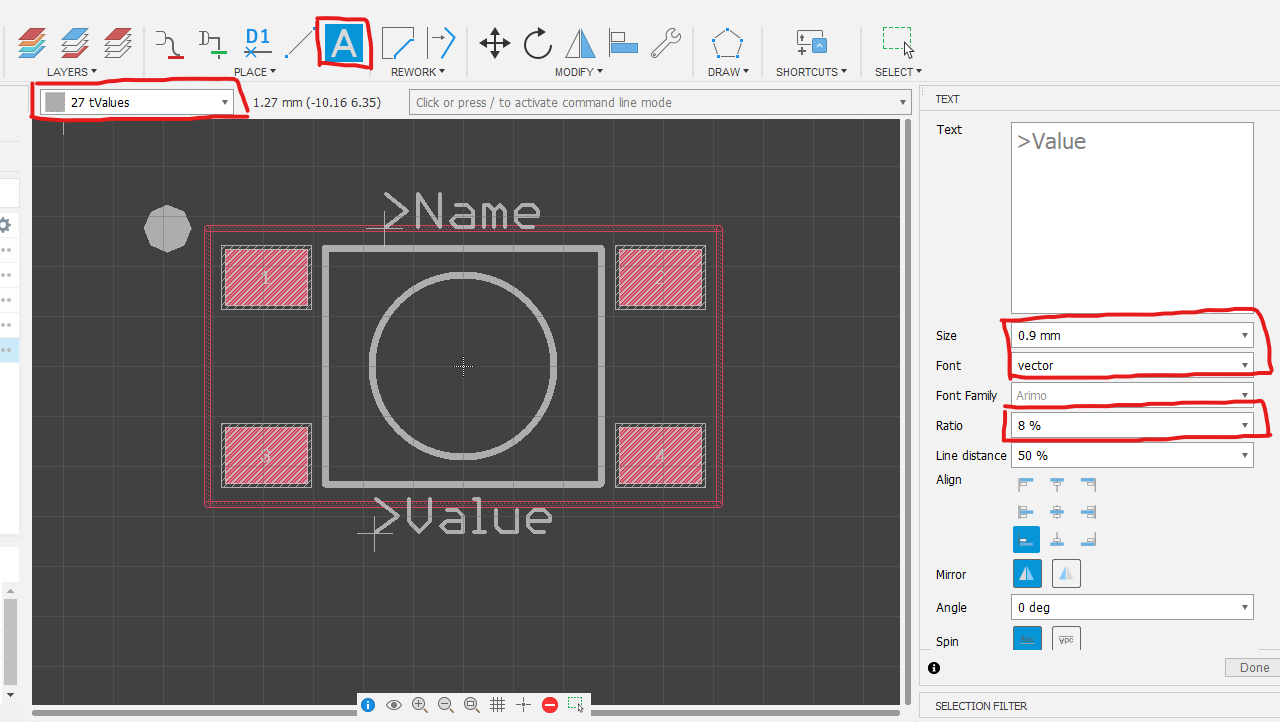 D1
A
LAYERS
PLACE
REWORK
MODIFY
DRAW
SHORTCUTS
SELECT
27 tValues
1.27 mm (-10.16 6.35)
Click or press / to activate command line mode
TEXT
Text
>Value
>Name
1
2
3
4
>Value
Size
0.9 mm
Font
vector
Font Family
Arimo
Ratio
8 %
Line distance
50 %
Align
Mirror
Angle
0 deg
Spin
Abc
Abc
Done
SELECTION FILTER